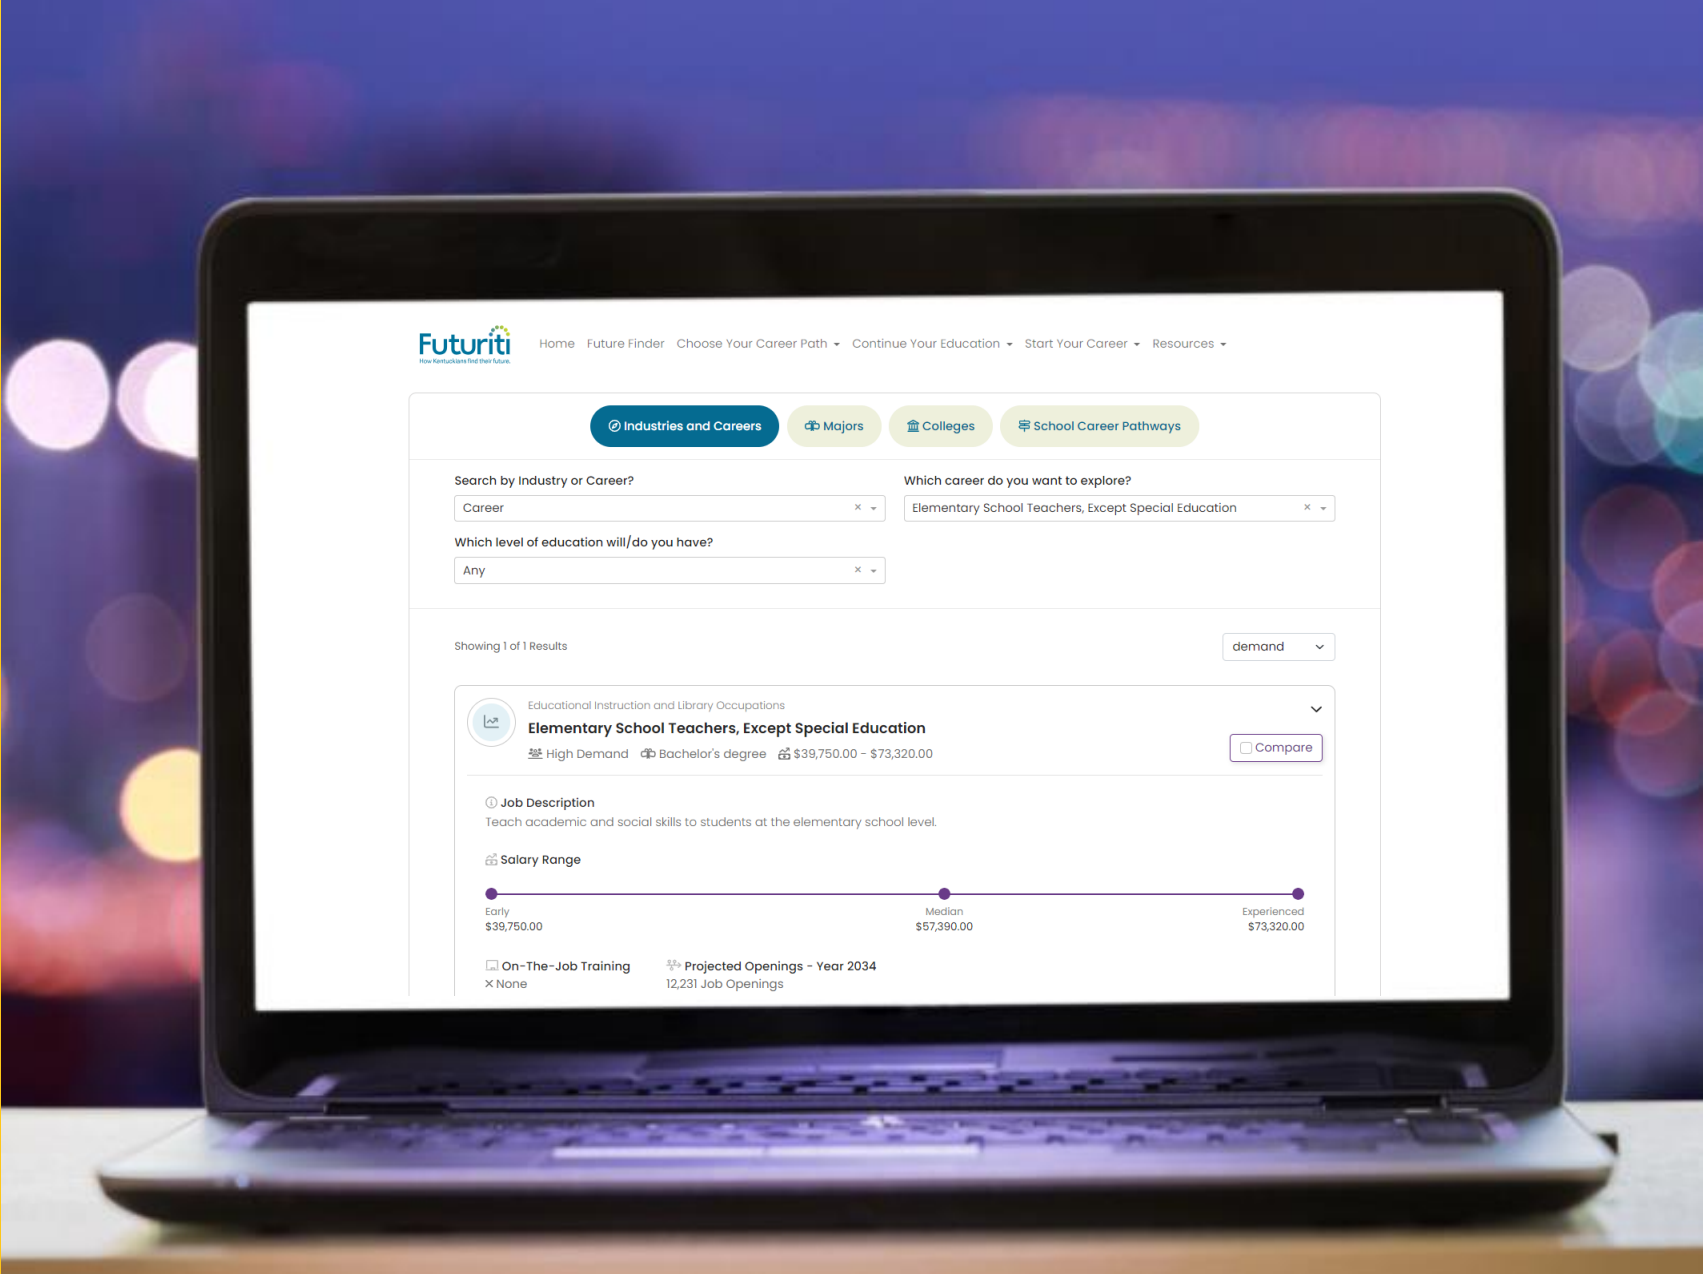 Futuriti
How Kentuckians find their future.
Home Future Finder Choose Your Career Path Continue Your Education Start Your Career Resources
Industries and Careers Majors Colleges School Career Pathways
Search by Industry or Career? Which career do you want to explore?
Career × Elementary School Teachers, Except Special Education ×
Which level of education will/do you have?
Any ×
Showing 1 of 1 Results demand
Educational Instruction and Library Occupations
Elementary School Teachers, Except Special Education
High Demand Bachelor's degree $39,750.00 - $73,320.00
Compare
Job Description
Teach academic and social skills to students at the elementary school level.
Salary Range
Early Median Experienced
$39,750.00 $57,390.00 $73,320.00
On-The-Job Training Projected Openings - Year 2034
× None 12,231 Job Openings